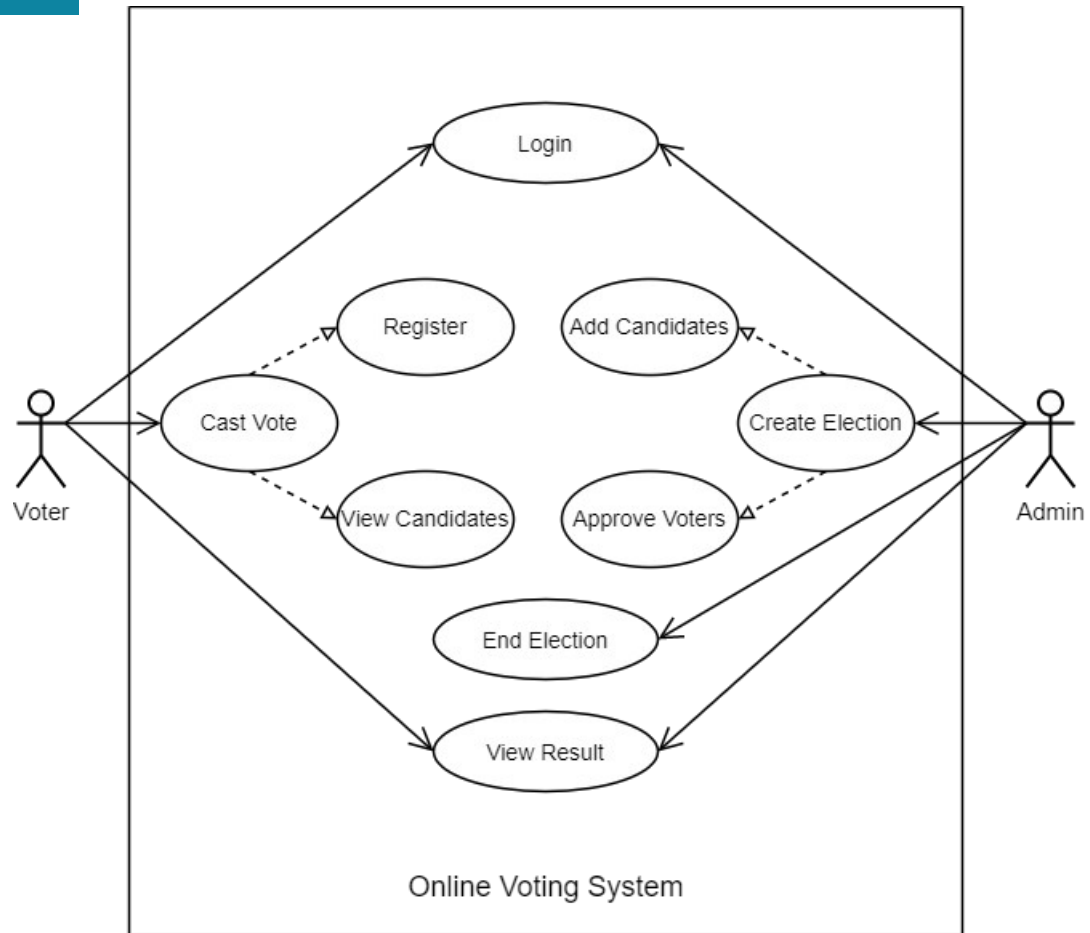 Login
Register
Add Candidates
Cast Vote
Create Election
Voter
View Candidates
Approve Voters
Admin
End Election
View Result
Online Voting System